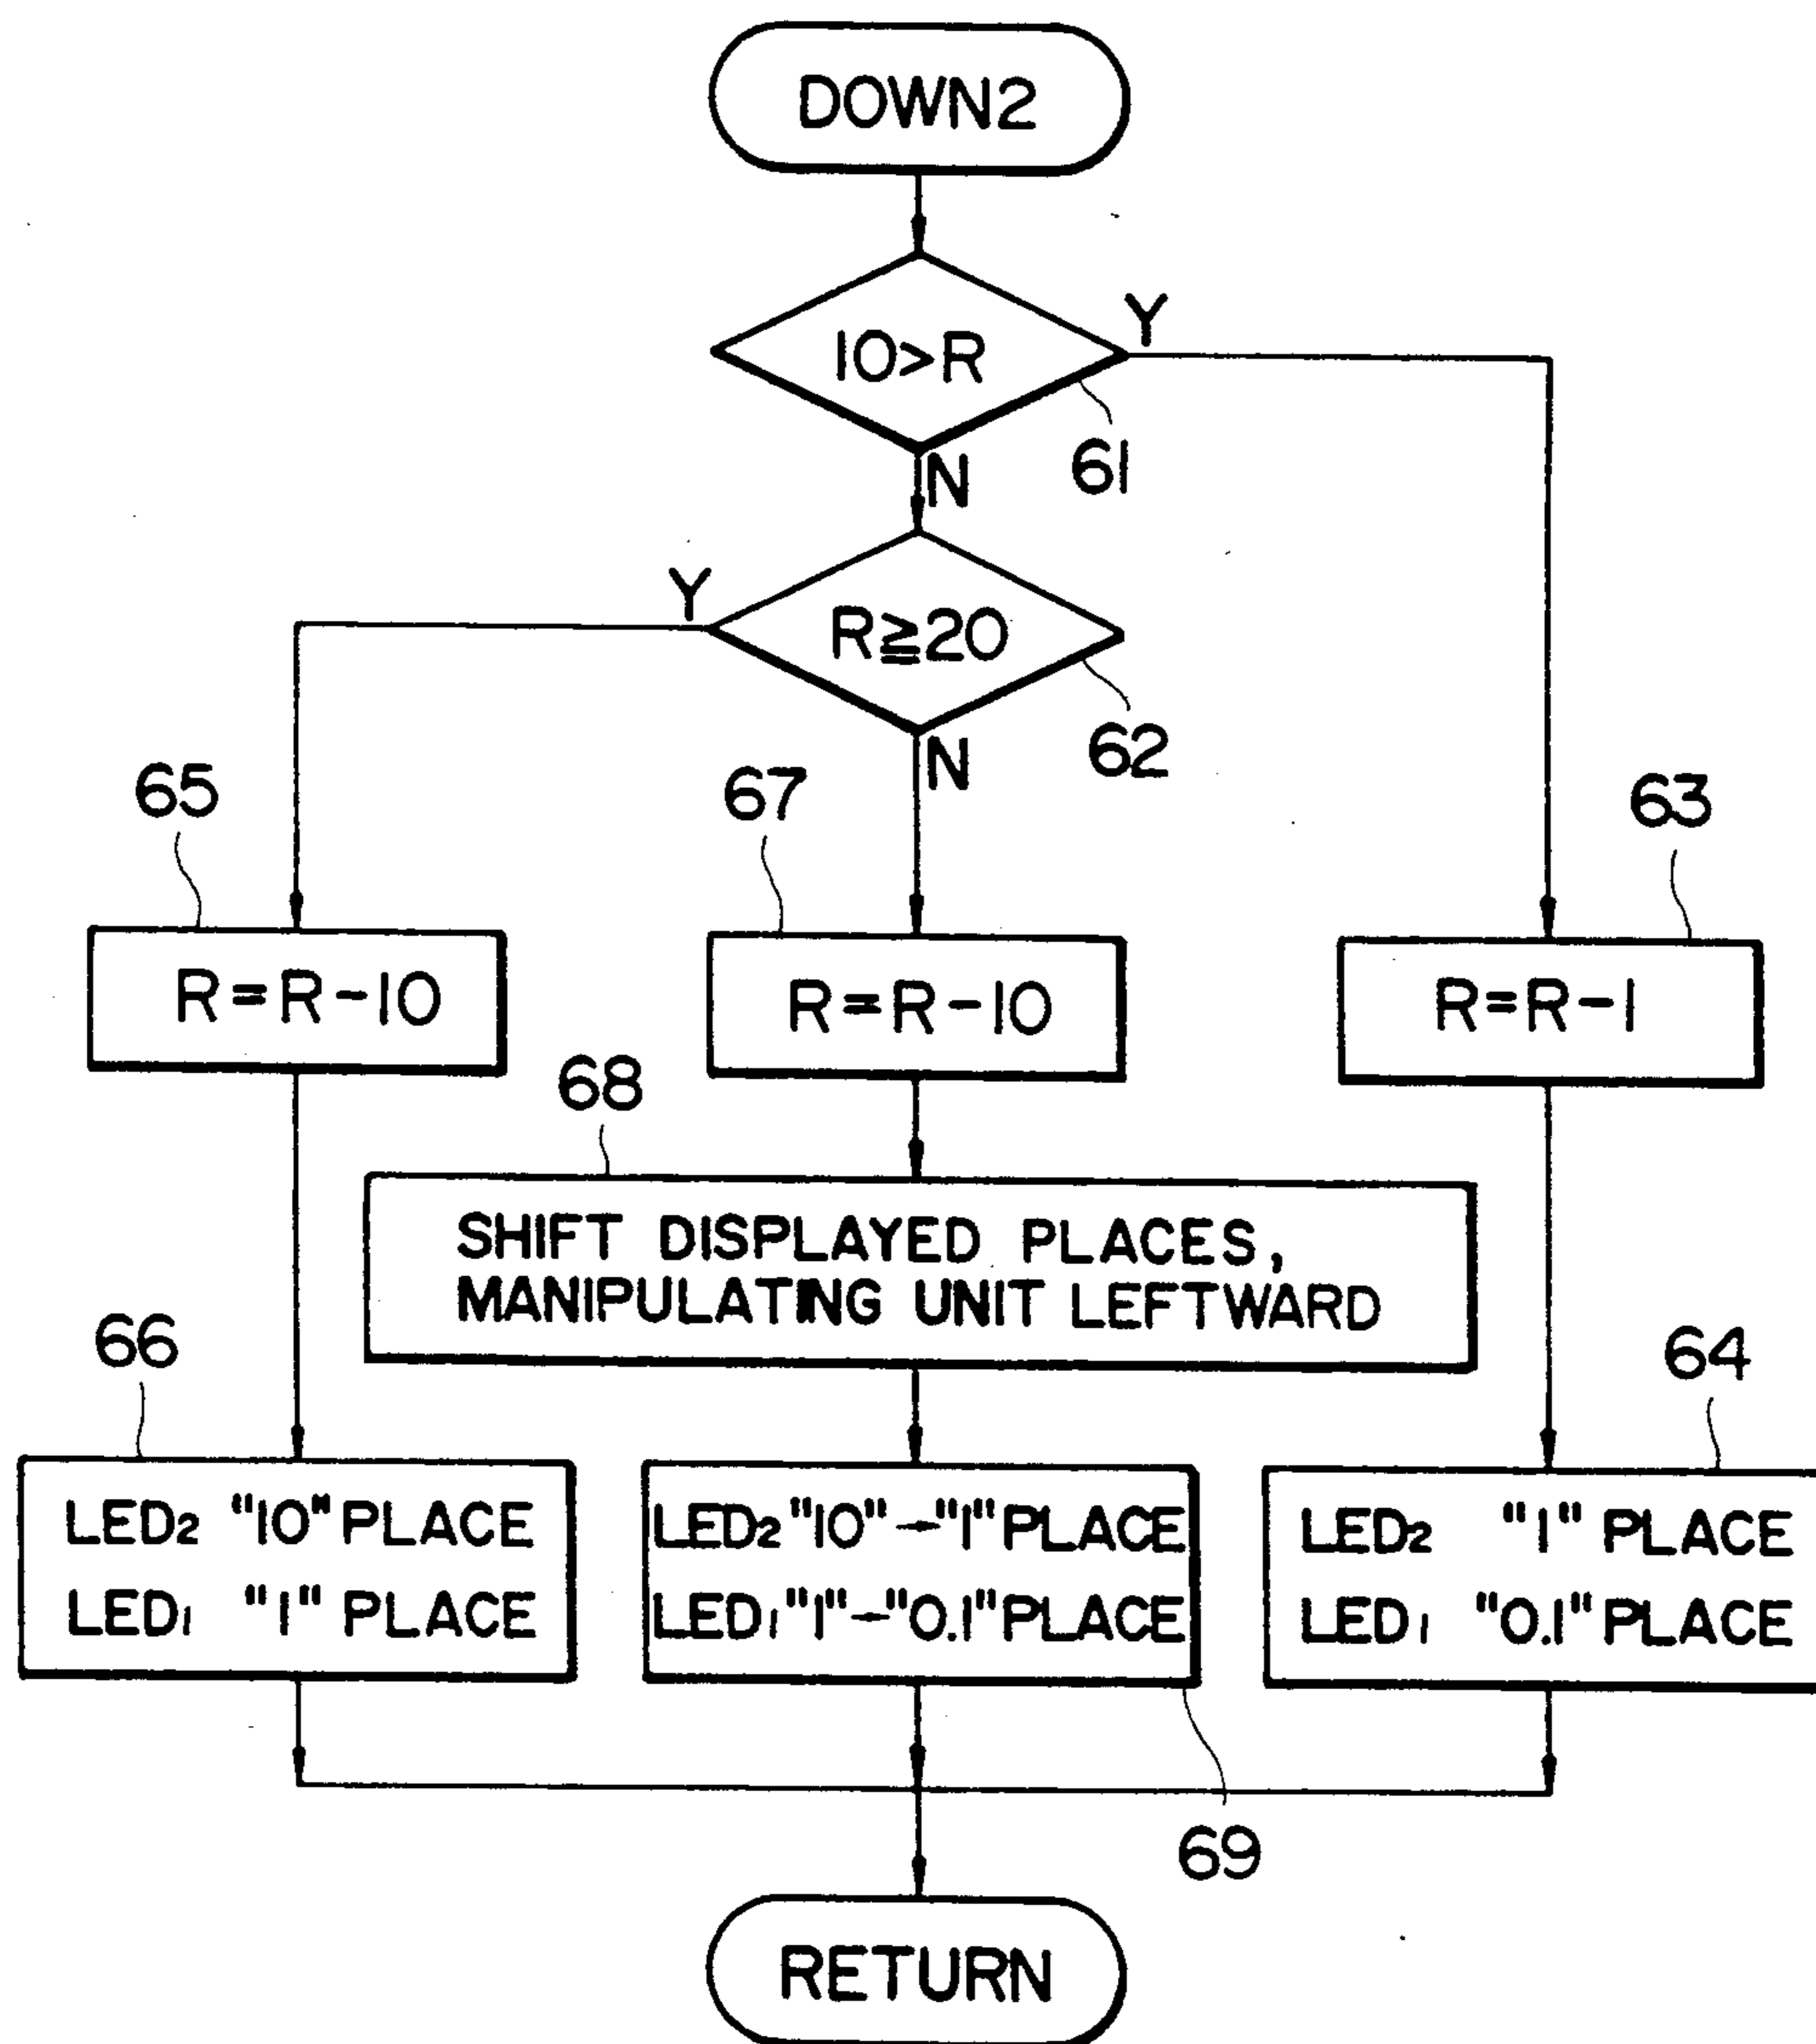 DOWN2
10>R
Y
61
N
Y
R≧20
62
N
65
67
63
R=R-10
R=R-10
R=R-1
68
SHIFT DISPLAYED PLACES,
MANIPULATING UNIT LEFTWARD
66
64
LED2 "10" PLACE
LED1 "1" PLACE
LED2 "10"→"1" PLACE
LED1 "1"→"0.1" PLACE
LED2 "1" PLACE
LED1 "0.1" PLACE
69
RETURN